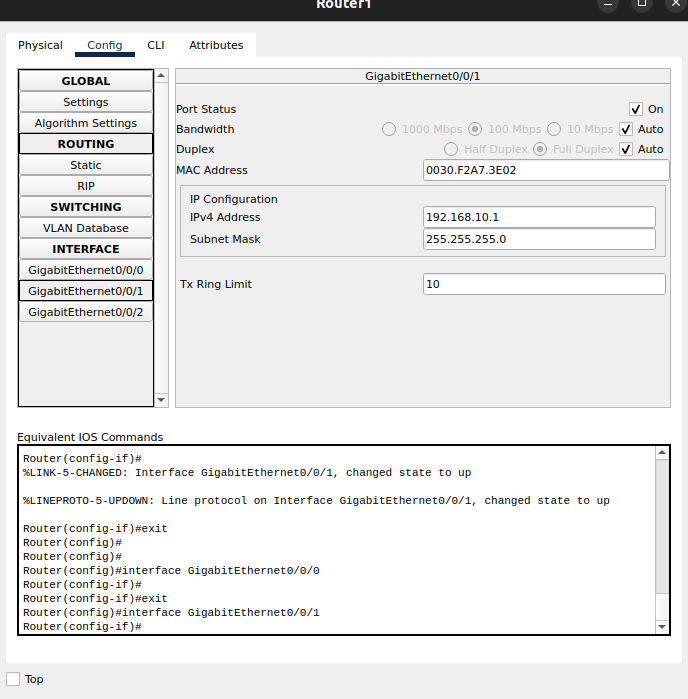 Router1
Physical Config CLI Attributes
GLOBAL
Settings
Algorithm Settings
ROUTING
Static
RIP
SWITCHING
VLAN Database
INTERFACE
GigabitEthernet0/0/0
GigabitEthernet0/0/1
GigabitEthernet0/0/2
GigabitEthernet0/0/1
Port Status On
Bandwidth 1000 Mbps 100 Mbps 10 Mbps Auto
Duplex Half Duplex Full Duplex Auto
MAC Address 0030.F2A7.3E02
IP Configuration
IPv4 Address 192.168.10.1
Subnet Mask 255.255.255.0
Tx Ring Limit 10
Equivalent IOS Commands
Router(config-if)#
%LINK-5-CHANGED: Interface GigabitEthernet0/0/1, changed state to up
%LINEPROTO-5-UPDOWN: Line protocol on Interface GigabitEthernet0/0/1, changed state to up
Router(config-if)#exit
Router(config)#
Router(config)#
Router(config)#interface GigabitEthernet0/0/0
Router(config-if)#
Router(config-if)#exit
Router(config)#interface GigabitEthernet0/0/1
Router(config-if)#
Top